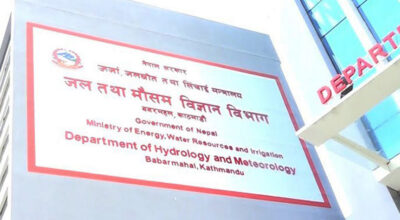 नेपाल सरकार
ऊर्जा, जलस्रोत तथा सिंचाई मन्त्रालय
जल तथा मौसम विज्ञान विभाग
बबरमहल, काठमाडौं
Government of Nepal
Ministry of Energy, Water Resources and Irrigation
Department of Hydrology and Meteorology
Babarmahal, Kathmandu
DEPARTM